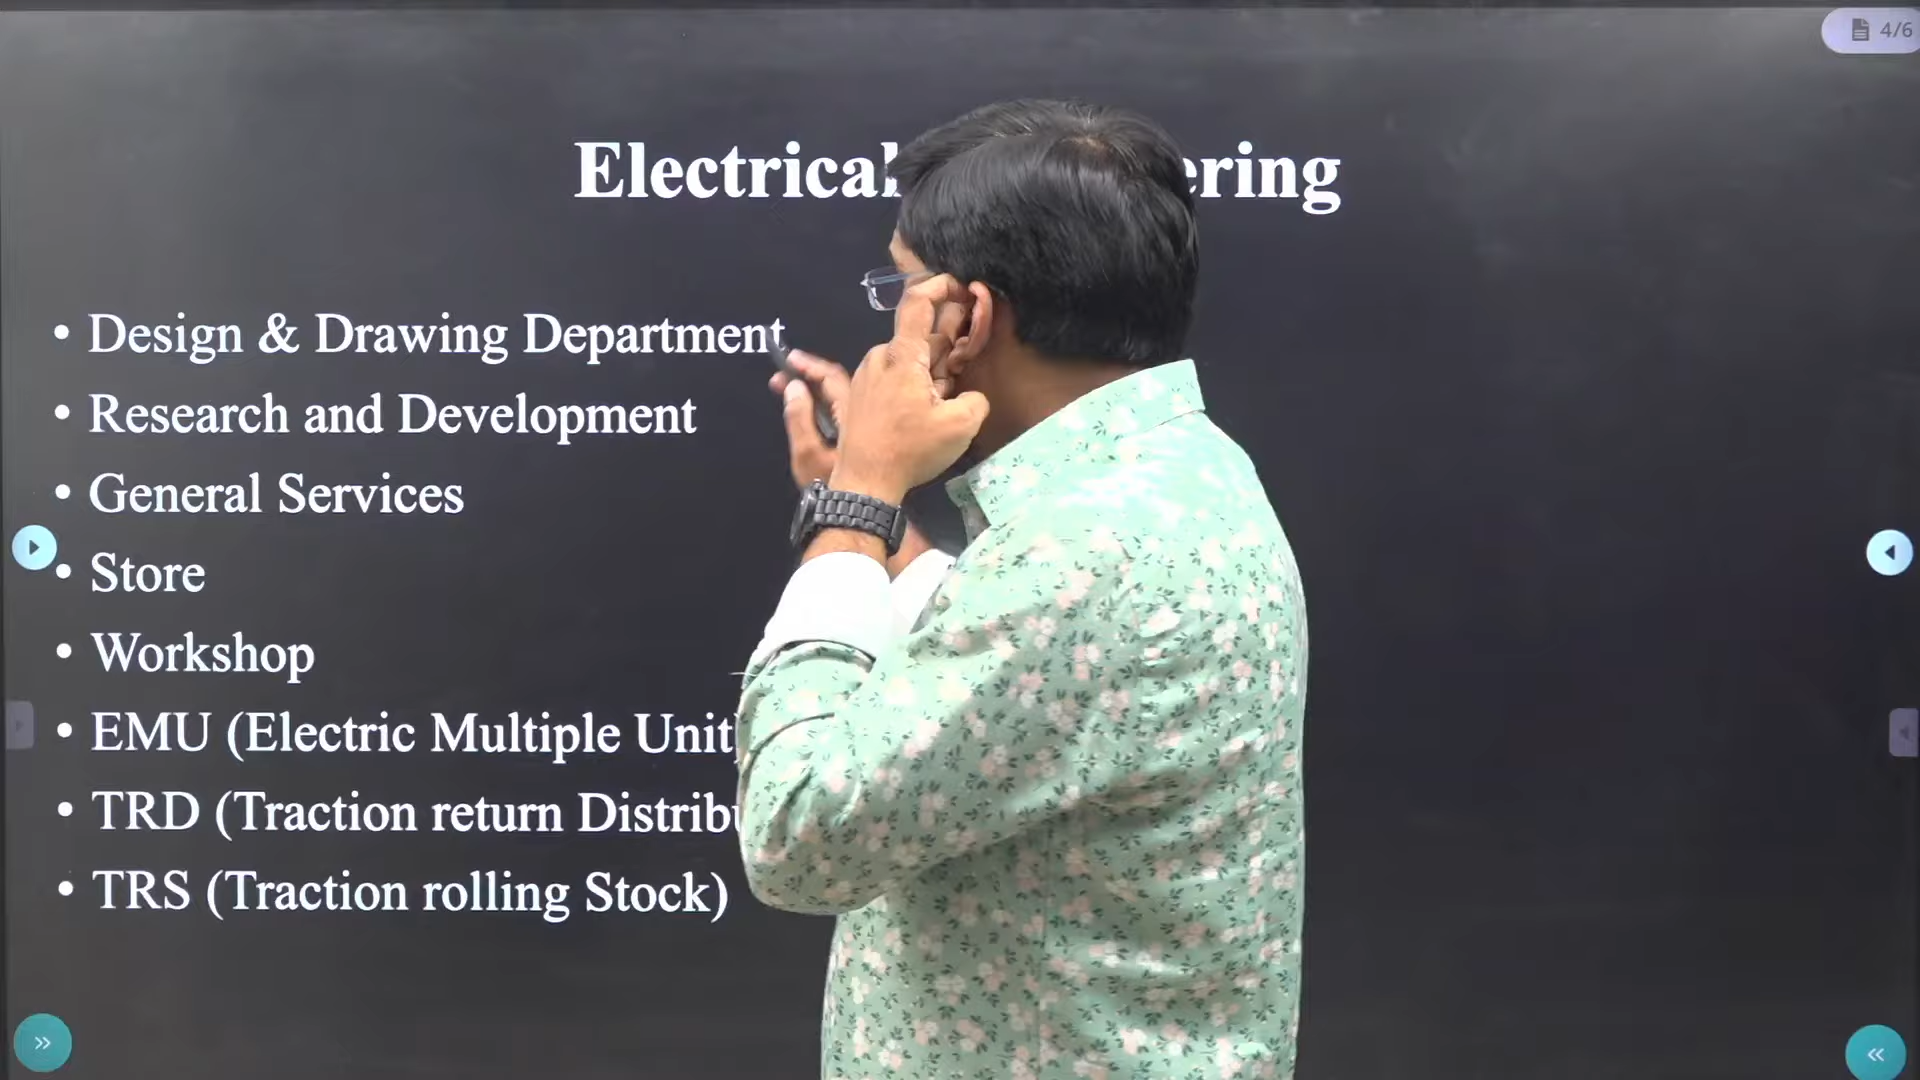 4/6
Electrical ering
• Design & Drawing Department
• Research and Development
• General Services
• Store
• Workshop
• EMU (Electric Multiple Unit)
• TRD (Traction return Distribu
• TRS (Traction rolling Stock)